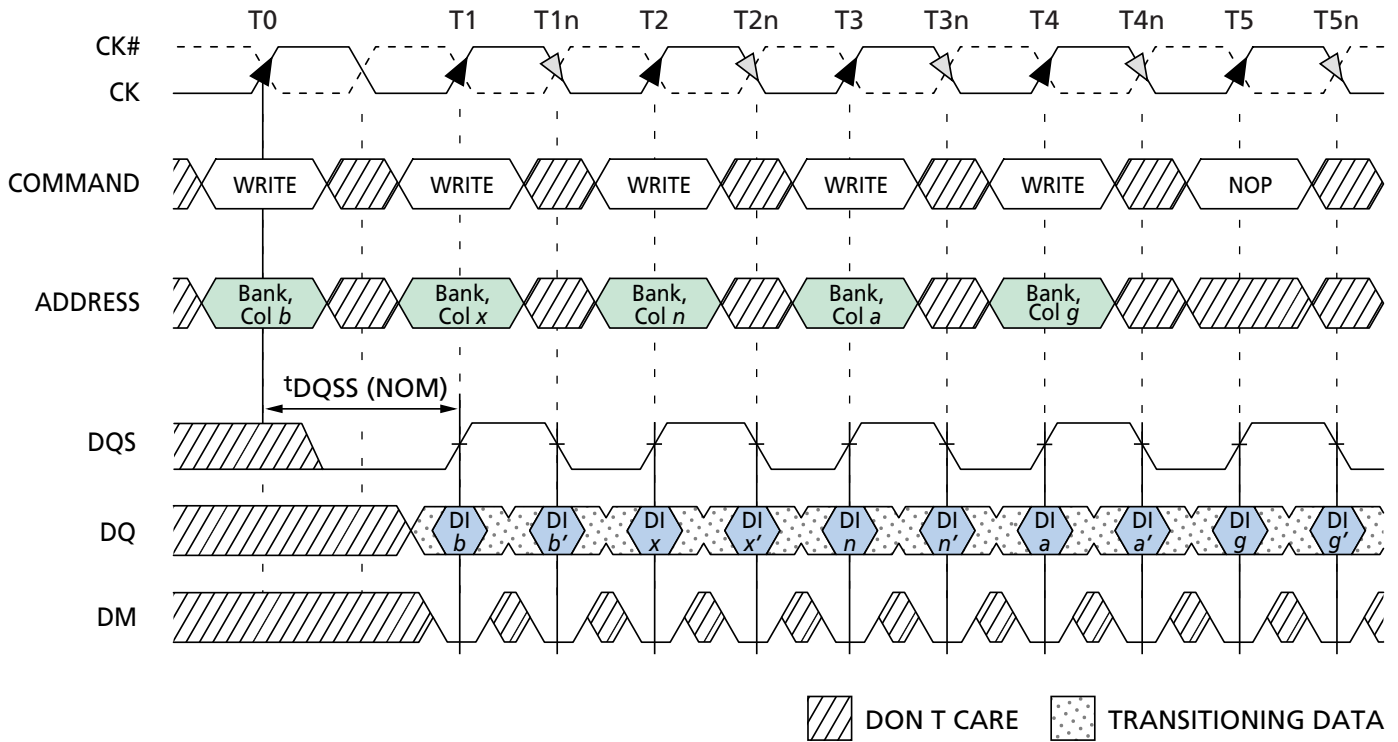 T0 T1 T1n T2 T2n T3 T3n T4 T4n T5 T5n
CK#
CK
COMMAND WRITE WRITE WRITE WRITE WRITE NOP
ADDRESS Bank, Col b Bank, Col x Bank, Col n Bank, Col a Bank, Col g
tDQSS (NOM)
DQS
DQ DI b DI b’ DI x DI x’ DI n DI n’ DI a DI a’ DI g DI g’
DM
DON T CARE TRANSITIONING DATA